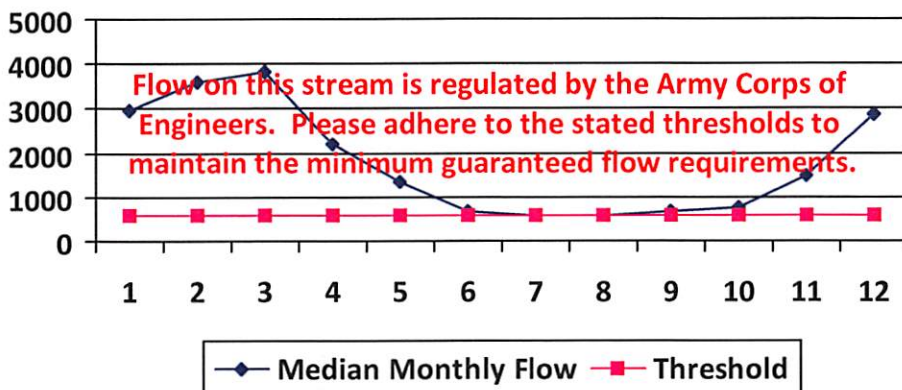 5000
4000
3000
2000
1000
0
Flow on this stream is regulated by the Army Corps of
Engineers. Please adhere to the stated thresholds to
maintain the minimum guaranteed flow requirements.
1 2 3 4 5 6 7 8 9 10 11 12
Median Monthly Flow Threshold